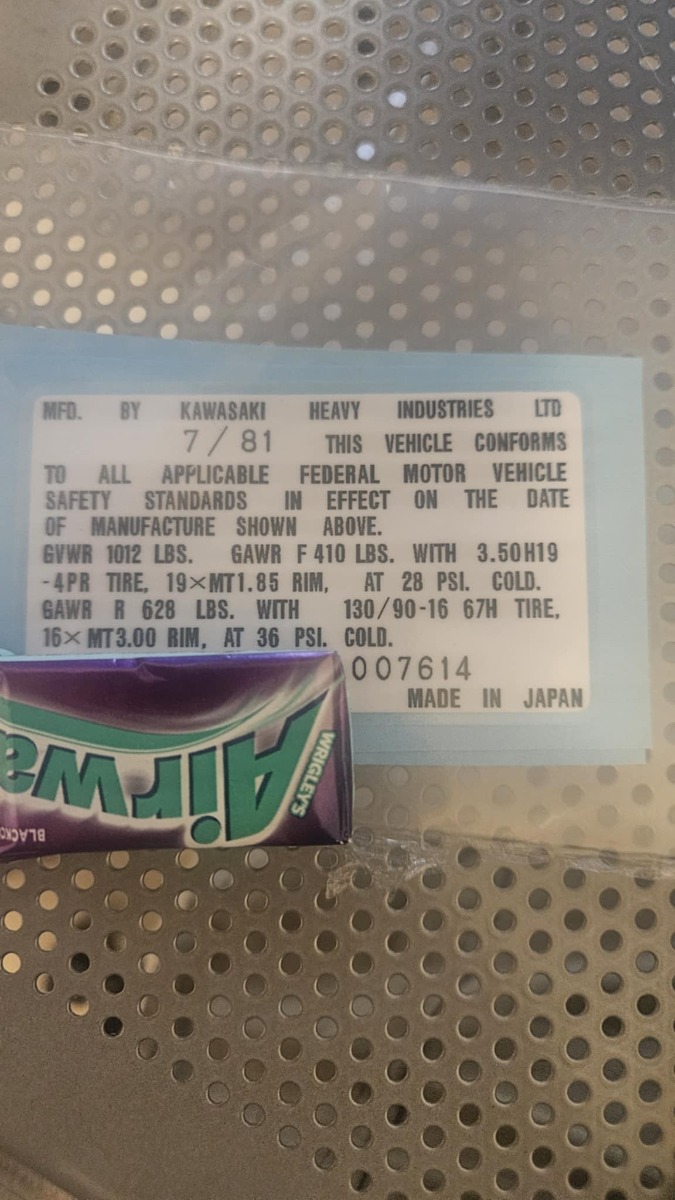 MFD. BY KAWASAKI HEAVY INDUSTRIES LTD
7/81 THIS VEHICLE CONFORMS
TO ALL APPLICABLE FEDERAL MOTOR VEHICLE
SAFETY STANDARDS IN EFFECT ON THE DATE
OF MANUFACTURE SHOWN ABOVE.
GVWR 1012 LBS. GAWR F 410 LBS. WITH 3.50H19
-4PR TIRE, 19×MT1.85 RIM, AT 28 PSI. COLD.
GAWR R 628 LBS. WITH 130/90-16 67H TIRE,
16×MT3.00 RIM, AT 36 PSI. COLD.
007614
MADE IN JAPAN
WRIGLEY'S
Airwa